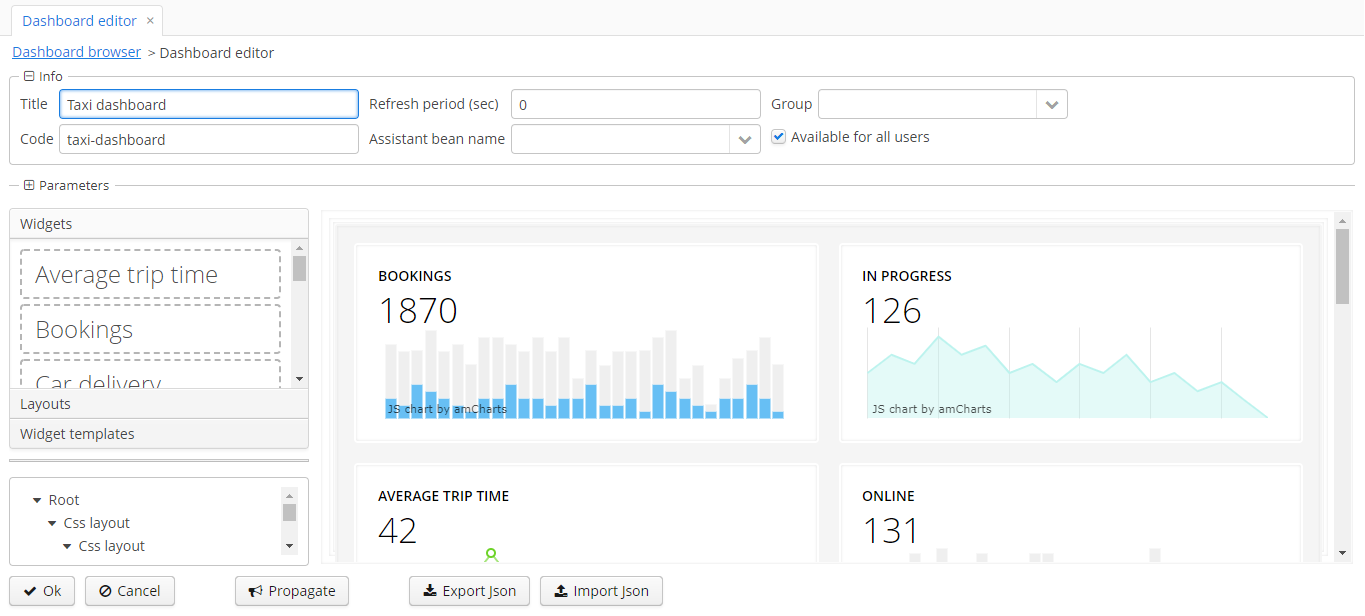 Dashboard editor ×
Dashboard browser > Dashboard editor
Info
Title Taxi dashboard Refresh period (sec) 0 Group
Code taxi-dashboard Assistant bean name Available for all users
Parameters
Widgets
Average trip time
Bookings
Car delivery
Layouts
Widget templates
Root
Css layout
Css layout
BOOKINGS
1870
JS chart by amCharts
IN PROGRESS
126
JS chart by amCharts
AVERAGE TRIP TIME
42
ONLINE
131
Ok Cancel Propagate Export Json Import Json